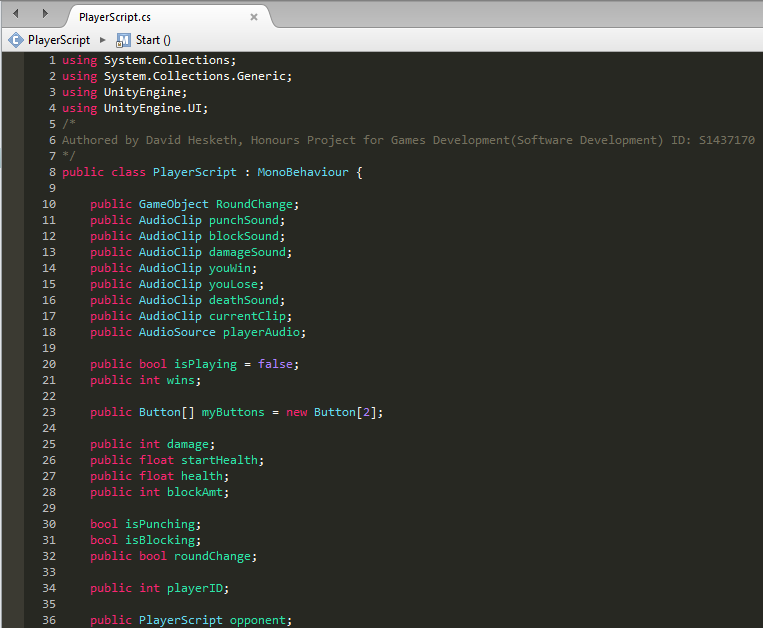 PlayerScript.cs
PlayerScript ▸ Start ()
1 using System.Collections;
2 using System.Collections.Generic;
3 using UnityEngine;
4 using UnityEngine.UI;
5 /*
6 Authored by David Hesketh, Honours Project for Games Development(Software Development) ID: S1437170
7 */
8 public class PlayerScript : MonoBehaviour {
9
10 public GameObject RoundChange;
11 public AudioClip punchSound;
12 public AudioClip blockSound;
13 public AudioClip damageSound;
14 public AudioClip youWin;
15 public AudioClip youLose;
16 public AudioClip deathSound;
17 public AudioClip currentClip;
18 public AudioSource playerAudio;
19
20 public bool isPlaying = false;
21 public int wins;
22
23 public Button[] myButtons = new Button[2];
24
25 public int damage;
26 public float startHealth;
27 public float health;
28 public int blockAmt;
29
30 bool isPunching;
31 bool isBlocking;
32 public bool roundChange;
33
34 public int playerID;
35
36 public PlayerScript opponent;